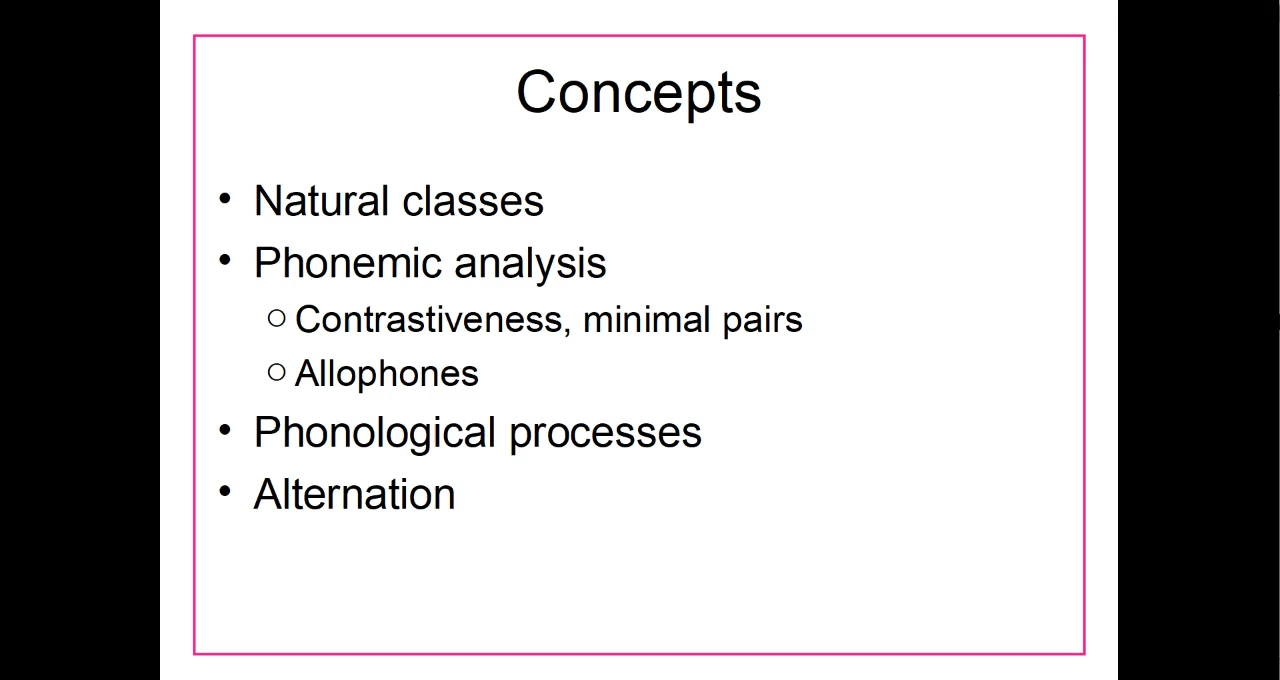 Concepts
• Natural classes
• Phonemic analysis
○ Contrastiveness, minimal pairs
○ Allophones
• Phonological processes
• Alternation